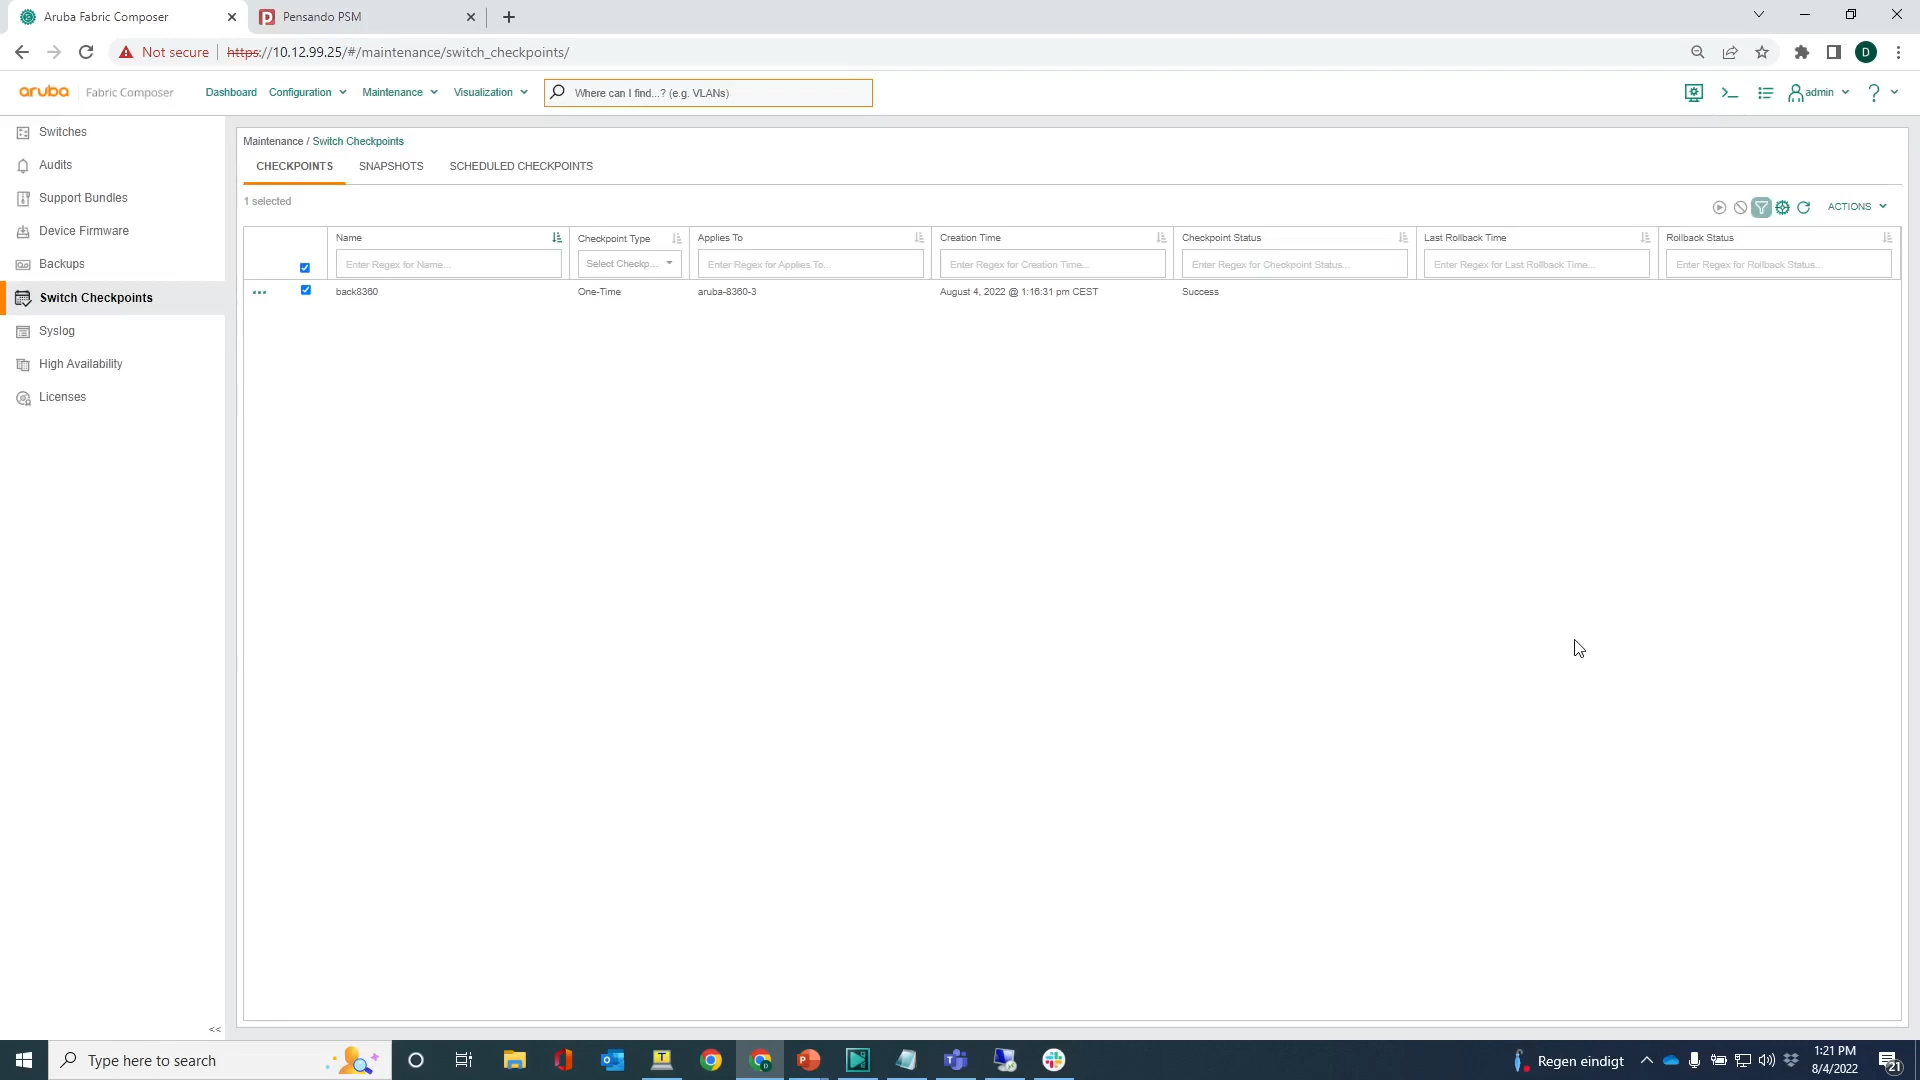 Aruba Fabric Composer
Pensando PSM
Not secure
https://10.12.99.25/#/maintenance/switch_checkpoints/
D
aruba Fabric Composer
Dashboard Configuration Maintenance Visualization
Where can I find...? (e.g. VLANs)
admin
?
Switches
Audits
Support Bundles
Device Firmware
Backups
Switch Checkpoints
Syslog
High Availability
Licenses
<<
Maintenance / Switch Checkpoints
CHECKPOINTS SNAPSHOTS SCHEDULED CHECKPOINTS
1 selected
ACTIONS
Name Checkpoint Type Applies To Creation Time Checkpoint Status Last Rollback Time Rollback Status
Enter Regex for Name... Select Checkp... Enter Regex for Applies To... Enter Regex for Creation Time... Enter Regex for Checkpoint Status... Enter Regex for Last Rollback Time... Enter Regex for Rollback Status...
back8360 One-Time aruba-8360-3 August 4, 2022 @ 1:16:31 pm CEST Success
Type here to search
Regen eindigt
1:21 PM
8/4/2022
21